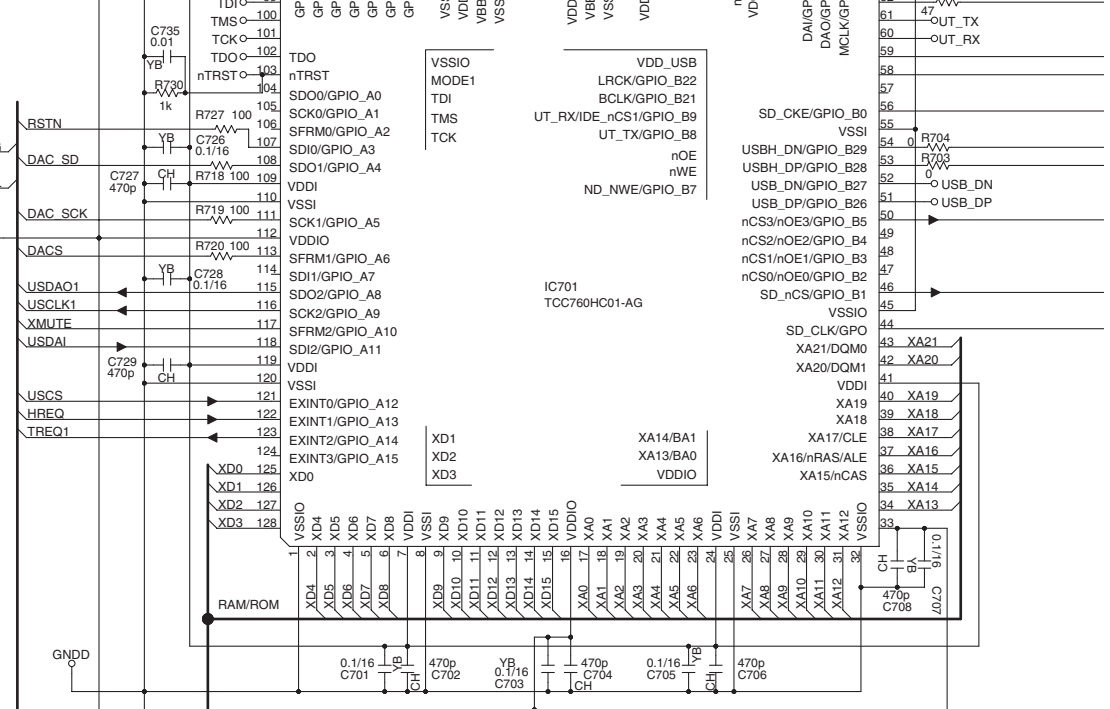 TDI
TMS 100
TCK 101
TDO 102 TDO
nTRST 103 nTRST
104 SDO0/GPIO_A0
105 SCK0/GPIO_A1
106 SFRM0/GPIO_A2
107 SDI0/GPIO_A3
108 SDO1/GPIO_A4
109 VDDI
110 VSSI
111 SCK1/GPIO_A5
112 VDDIO
113 SFRM1/GPIO_A6
114 SDI1/GPIO_A7
115 SDO2/GPIO_A8
116 SCK2/GPIO_A9
117 SFRM2/GPIO_A10
118 SDI2/GPIO_A11
119 VDDI
120 VSSI
121 EXINT0/GPIO_A12
122 EXINT1/GPIO_A13
123 EXINT2/GPIO_A14
124 EXINT3/GPIO_A15
XD0 125 XD0
XD1 126
XD2 127
XD3 128
C735
0.01
YB
R730
1k
RSTN
R727 100
YB
C726
0.1/16
DAC_SD
R718 100
C727
470p
CH
DAC_SCK
R719 100
DACS
R720 100
YB
C728
0.1/16
USDAO1
USCLK1
XMUTE
USDAI
C729
470p
CH
USCS
HREQ
TREQ1
VSSIO
MODE1
TDI
TMS
TCK
VDD_USB
LRCK/GPIO_B22
BCLK/GPIO_B21
UT_RX/IDE_nCS1/GPIO_B9
UT_TX/GPIO_B8
nOE
nWE
ND_NWE/GPIO_B7
IC701
TCC760HC01-AG
XD1
XD2
XD3
XA14/BA1
XA13/BA0
VDDIO
47
61 UT_TX
60 UT_RX
59
58
57
SD_CKE/GPIO_B0 56
VSSI 55
USBH_DN/GPIO_B29 54 0 R704
USBH_DP/GPIO_B28 53 R703
0
USB_DN/GPIO_B27 52 USB_DN
USB_DP/GPIO_B26 51 USB_DP
nCS3/nOE3/GPIO_B5 50
nCS2/nOE2/GPIO_B4 49
nCS1/nOE1/GPIO_B3 48
nCS0/nOE0/GPIO_B2 47
SD_nCS/GPIO_B1 46
VSSIO 45
SD_CLK/GPO 44
XA21/DQM0 43 XA21
XA20/DQM1 42 XA20
VDDI 41
XA19 40 XA19
XA18 39 XA18
XA17/CLE 38 XA17
XA16/nRAS/ALE 37 XA16
XA15/nCAS 36 XA15
35 XA14
34 XA13
33
VSSIO XD4 XD5 XD6 XD7 XD8 VDDI VSSI XD9 XD10 XD11 XD12 XD13 XD14 XD15 VDDIO XA0 XA1 XA2 XA3 XA4 XA5 XA6 VDDI VSSI XA7 XA8 XA9 XA10 XA11 XA12 VSSIO
1 2 3 4 5 6 7 8 9 10 11 12 13 14 15 16 17 18 19 20 21 22 23 24 25 26 27 28 29 30 31 32
XD4 XD5 XD6 XD7 XD8 XD9 XD10 XD11 XD12 XD13 XD14 XD15 XA0 XA1 XA2 XA3 XA4 XA5 XA6 XA7 XA8 XA9 XA10 XA11 XA12
CH
YB
0.1/16
470p
C708
C707
RAM/ROM
GNDD
0.1/16
C701
YB
CH
470p
C702
YB
0.1/16
C703
470p
C704
CH
0.1/16
C705
YB
CH
470p
C706